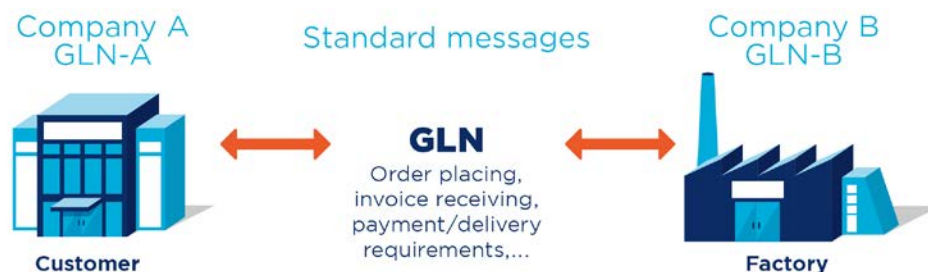 Company A
GLN-A
Standard messages
Company B
GLN-B
GLN
Order placing,
invoice receiving,
payment/delivery
requirements,...
Customer
Factory